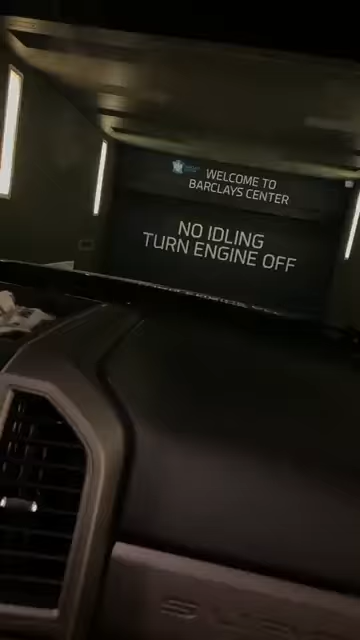 WELCOME TO
BARCLAYS CENTER
NO IDLING
TURN ENGINE OFF